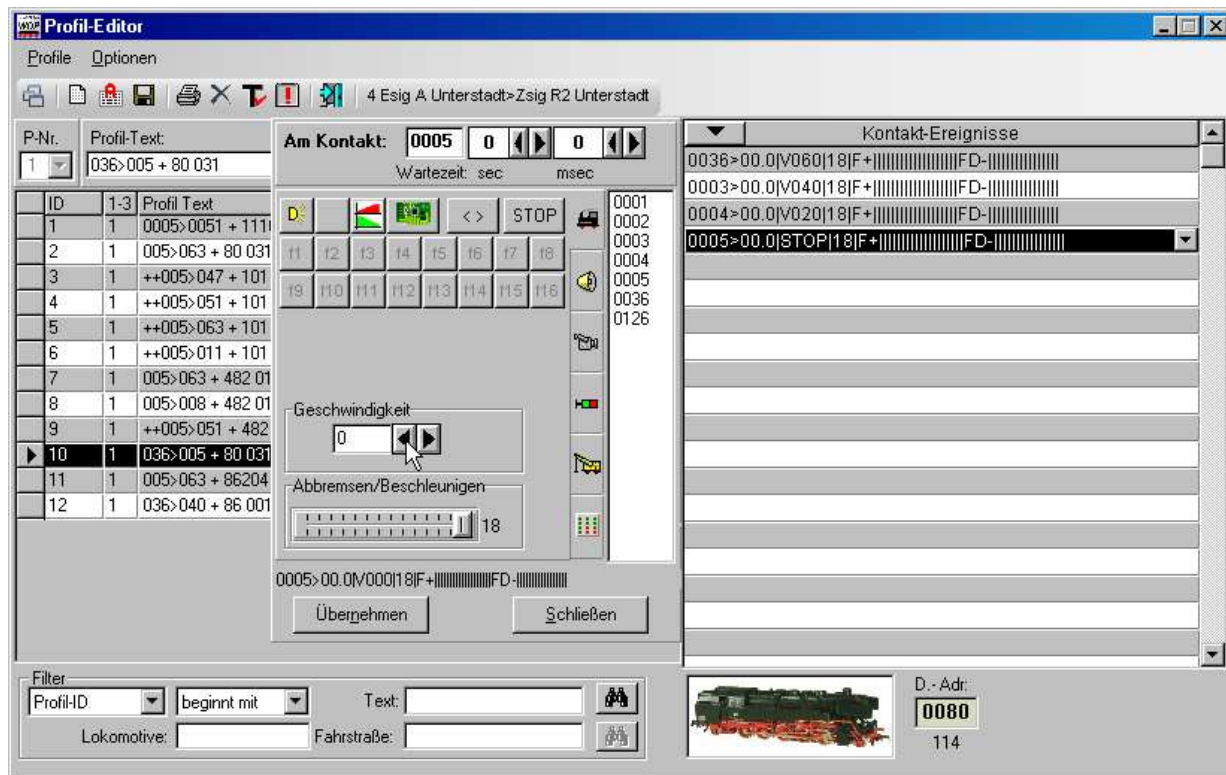 Profil-Editor
Profile Optionen
4 Esig A Unterstadt>Zsig R2 Unterstadt
P-Nr. Profil-Text:
1 036>005 + 80 031
Am Kontakt: 0005 0 0
Wartezeit: sec msec
Kontakt-Ereignisse
0036>00.0|V060|18|F+||||||||||||||||||FD-||||||||||||||
0003>00.0|V040|18|F+||||||||||||||||||FD-||||||||||||||
0004>00.0|V020|18|F+||||||||||||||||||FD-||||||||||||||
0005>00.0|STOP|18|F+||||||||||||||||||FD-||||||||||||||
ID 1-3 Profil Text
1 1 0005>0051 + 111
2 1 005>063 + 80 031
3 1 ++005>047 + 101
4 1 ++005>051 + 101
5 1 ++005>063 + 101
6 1 ++005>011 + 101
7 1 005>063 + 482 01
8 1 005>008 + 482 01
9 1 ++005>051 + 482
10 1 036>005 + 80 031
11 1 005>063 + 86204
12 1 036>040 + 86 001
D < > STOP
f1 f2 f3 f4 f5 f6 f7 f8
f9 f10 f11 f12 f13 f14 f15 f16
0001
0002
0003
0004
0005
0036
0126
Geschwindigkeit
0
Abbremsen/Beschleunigen
18
0005>00.0|V000|18|F+||||||||||||||||||FD-||||||||||||||
Übernehmen Schließen
Filter
Profil-ID beginnt mit Text:
Lokomotive: Fahrstraße:
D.- Adr:
0080
114